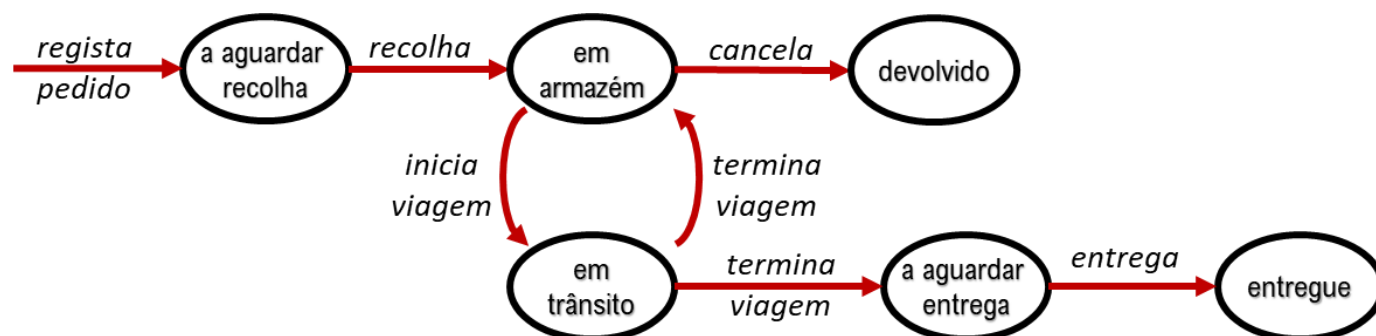 regista
pedido
a aguardar
recolha
recolha
em
armazém
cancela
devolvido
inicia
viagem
termina
viagem
em
trânsito
termina
viagem
a aguardar
entrega
entrega
entregue